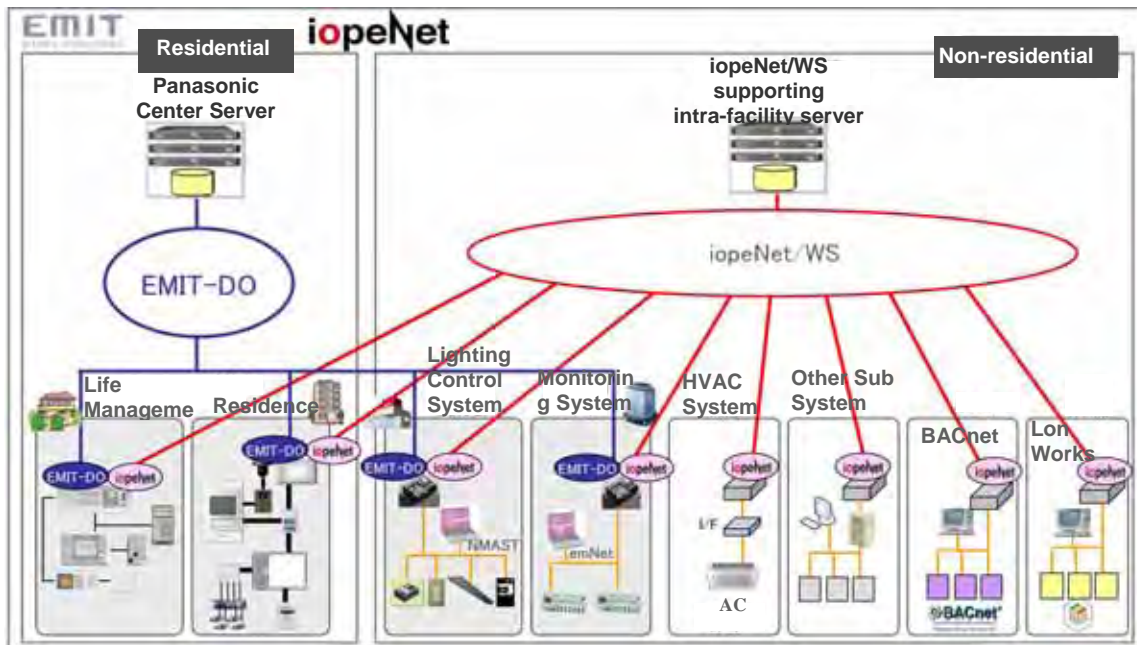 EMIT
iopeNet
Residential
Non-residential
Panasonic
Center Server
iopeNet/WS
supporting
intra-facility server
EMIT-DO
iopeNet/WS
Life
Manageme
Residence
Lighting
Control
System
Monitorin
g System
HVAC
System
Other Sub
System
BACnet
Lon
Works
EMIT-DO
iopeNet
EMIT-DO
iopeNet
EMIT-DO
iopeNet
EMIT-DO
iopeNet
iopeNet
iopeNet
iopeNet
iopeNet
NMAST
emNet
I/F
AC
BACnet